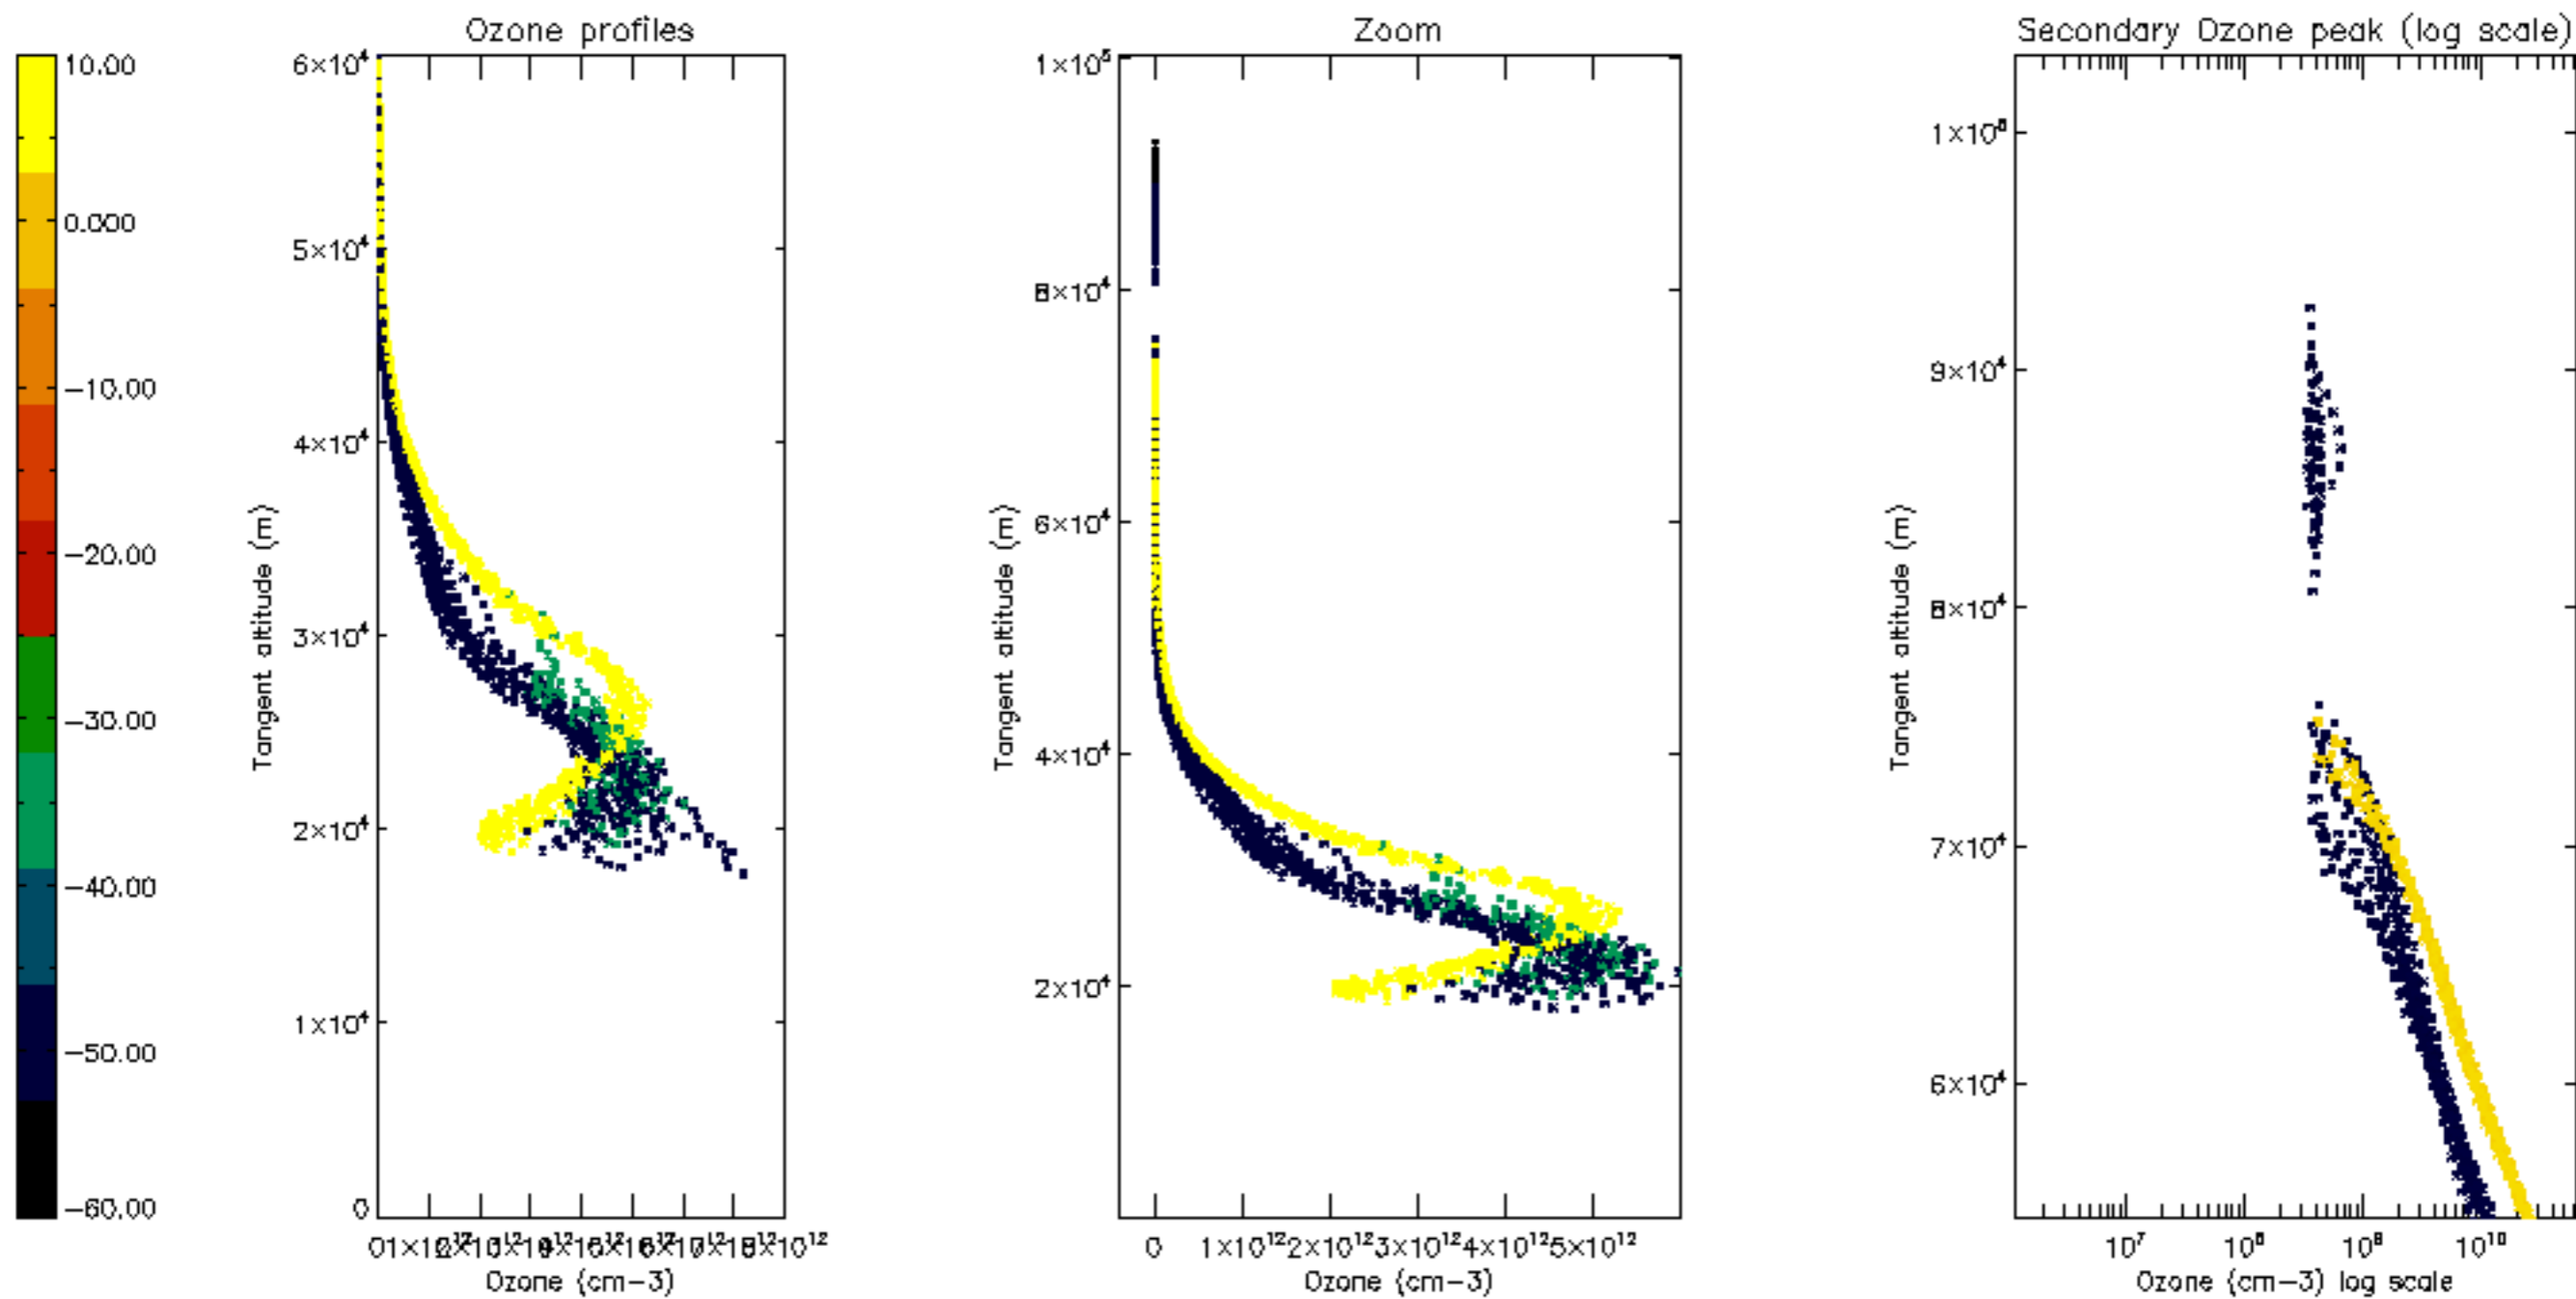 Ozone profiles
Zoom
Secondary Ozone peak (log scale)
10.00
0.000
−10.00
−20.00
−30.00
−40.00
−50.00
−60.00
6×10⁴
5×10⁴
4×10⁴
3×10⁴
2×10⁴
1×10⁴
0
Tangent altitude (m)
Ozone (cm−3)
1×10⁵
8×10⁴
6×10⁴
4×10⁴
2×10⁴
Tangent altitude (m)
0 1×10¹² 2×10¹² 3×10¹² 4×10¹² 5×10¹²
Ozone (cm−3)
9×10⁴
8×10⁴
7×10⁴
6×10⁴
Tangent altitude (m)
10⁷ 10⁸ 10⁹ 10¹⁰
Ozone (cm−3) log scale